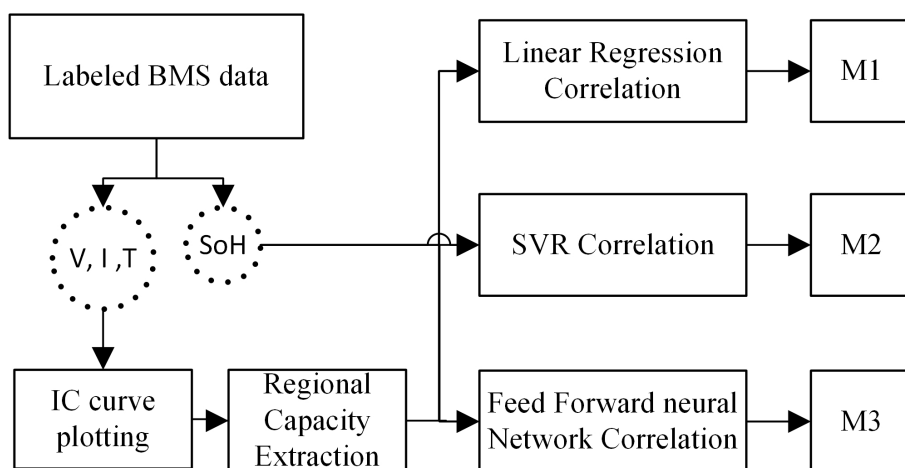 Labeled BMS data
V, I ,T
SoH
IC curve
plotting
Regional
Capacity
Extraction
Linear Regression
Correlation
M1
SVR Correlation
M2
Feed Forward neural
Network Correlation
M3